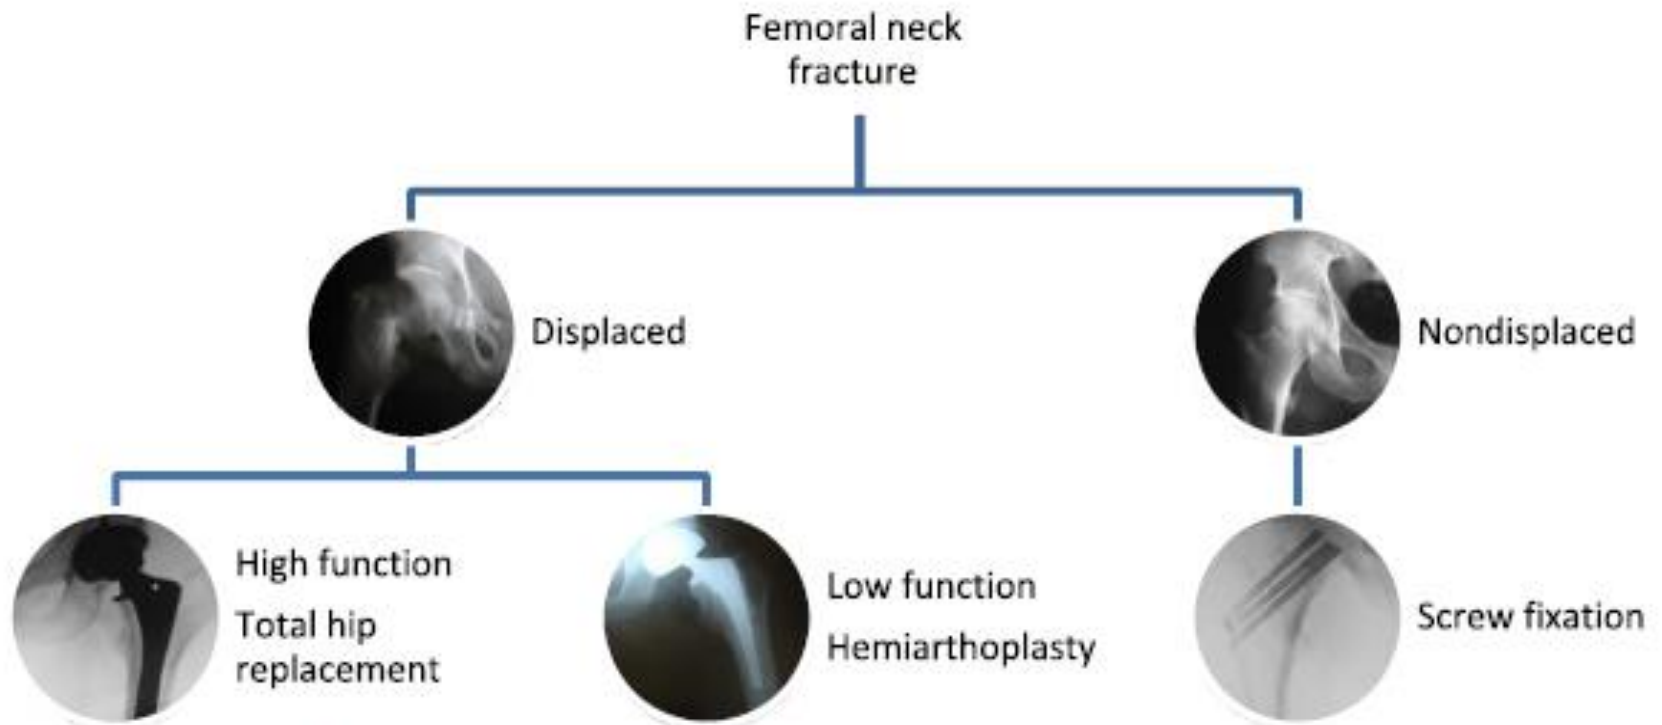 Femoral neck
fracture
Displaced
Nondisplaced
High function
Total hip
replacement
Low function
Hemiarthoplasty
Screw fixation